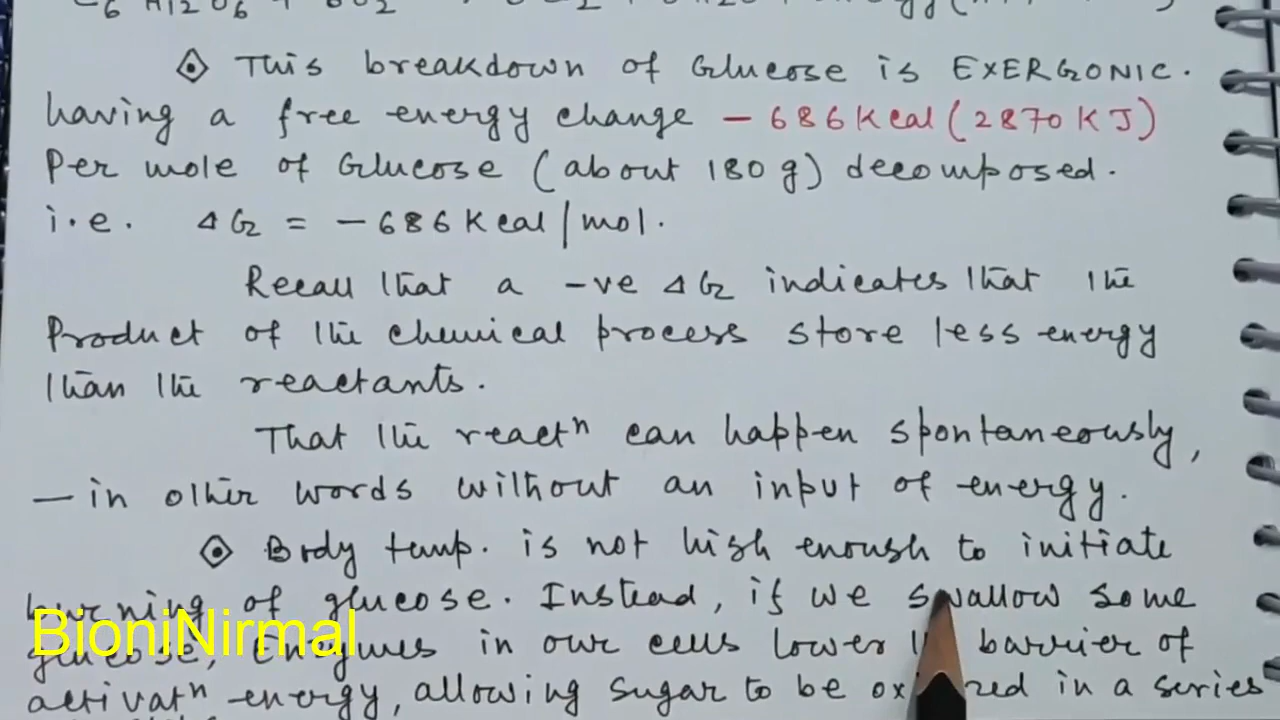 ◈ This breakdown of Glucose is EXERGONIC.
having a free energy change – 686 Kcal (2870 KJ)
Per mole of Glucose (about 180 g) decomposed.
i.e. ΔG = – 686 Kcal/mol.
Recall that a -ve ΔG indicates that the
Product of the chemical process store less energy
than the reactants.
That the reactⁿ can happen spontaneously,
– in other words without an input of energy.
◈ Body temp. is not high enough to initiate
burning of glucose. Instead, if we swallow some
glucose, Enzymes in our cells lower barrier of
activatⁿ energy, allowing sugar to be in a series
BioniNirmal